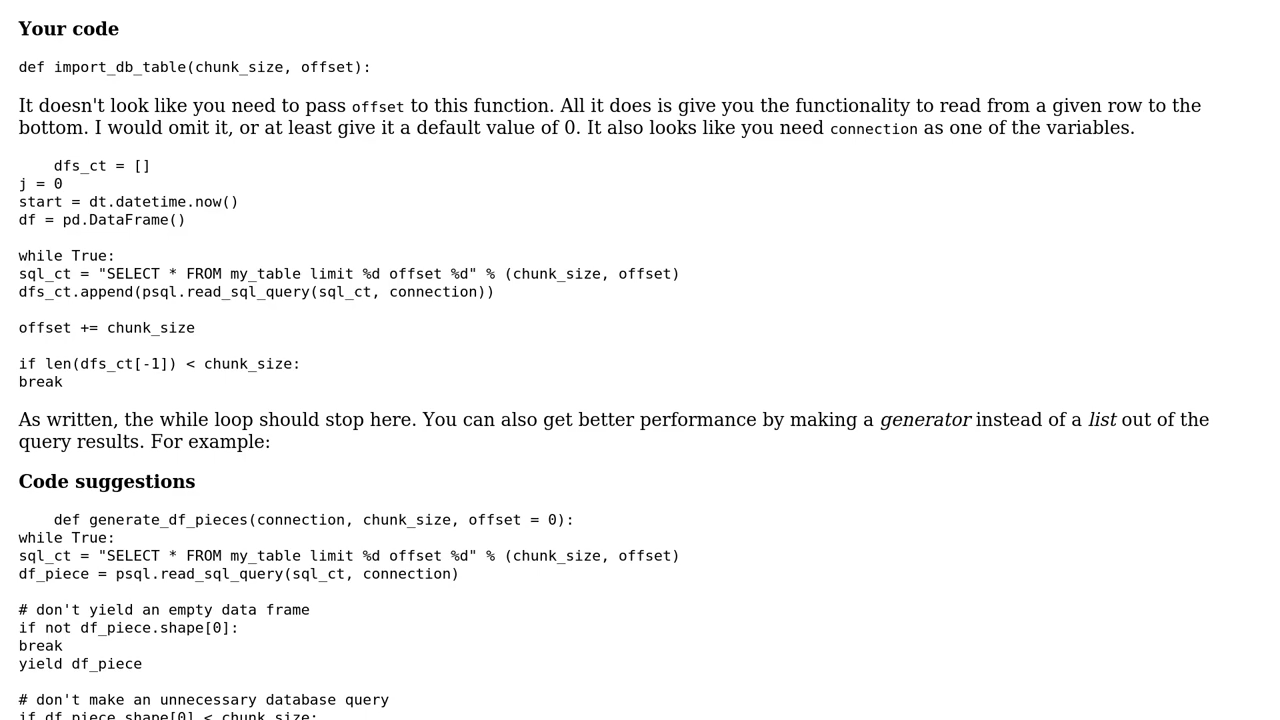 Your code
def import_db_table(chunk_size, offset):
It doesn't look like you need to pass offset to this function. All it does is give you the functionality to read from a given row to the
bottom. I would omit it, or at least give it a default value of 0. It also looks like you need connection as one of the variables.
    dfs_ct = []
j = 0
start = dt.datetime.now()
df = pd.DataFrame()
while True:
sql_ct = "SELECT * FROM my_table limit %d offset %d" % (chunk_size, offset)
dfs_ct.append(psql.read_sql_query(sql_ct, connection))
offset += chunk_size
if len(dfs_ct[-1]) < chunk_size:
break
As written, the while loop should stop here. You can also get better performance by making a generator instead of a list out of the
query results. For example:
Code suggestions
    def generate_df_pieces(connection, chunk_size, offset = 0):
while True:
sql_ct = "SELECT * FROM my_table limit %d offset %d" % (chunk_size, offset)
df_piece = psql.read_sql_query(sql_ct, connection)
# don't yield an empty data frame
if not df_piece.shape[0]:
break
yield df_piece
# don't make an unnecessary database query
if df_piece.shape[0] < chunk_size: